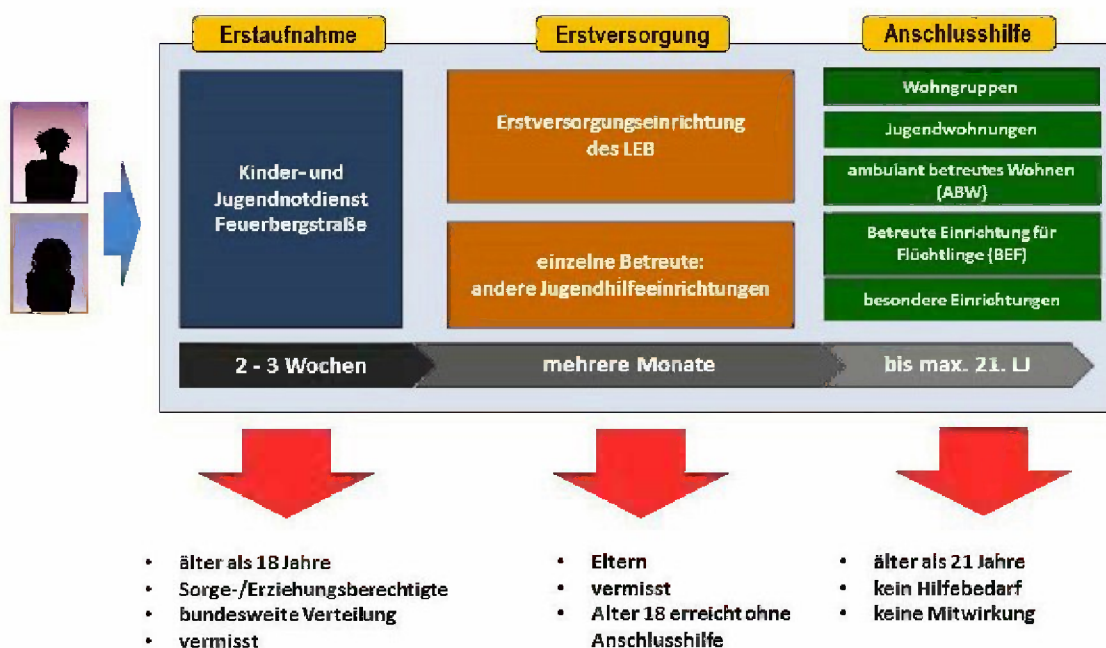 Erstaufnahme
Erstversorgung
Anschlusshilfe
Kinder- und
Jugendnotdienst
Feuerbergstraße
Erstversorgungseinrichtung
des LEB
einzelne Betreute:
andere Jugendhilfeeinrichtungen
Wohngruppen
Jugendwohnungen
ambulant betreutes Wohnen
(ABW)
Betreute Einrichtung für
Flüchtlinge (BEF)
besondere Einrichtungen
2 - 3 Wochen
mehrere Monate
bis max. 21. LJ
• älter als 18 Jahre
• Sorge-/Erziehungsberechtigte
• bundesweite Verteilung
• vermisst
• Eltern
• vermisst
• Alter 18 erreicht ohne
Anschlusshilfe
• älter als 21 Jahre
• kein Hilfebedarf
• keine Mitwirkung